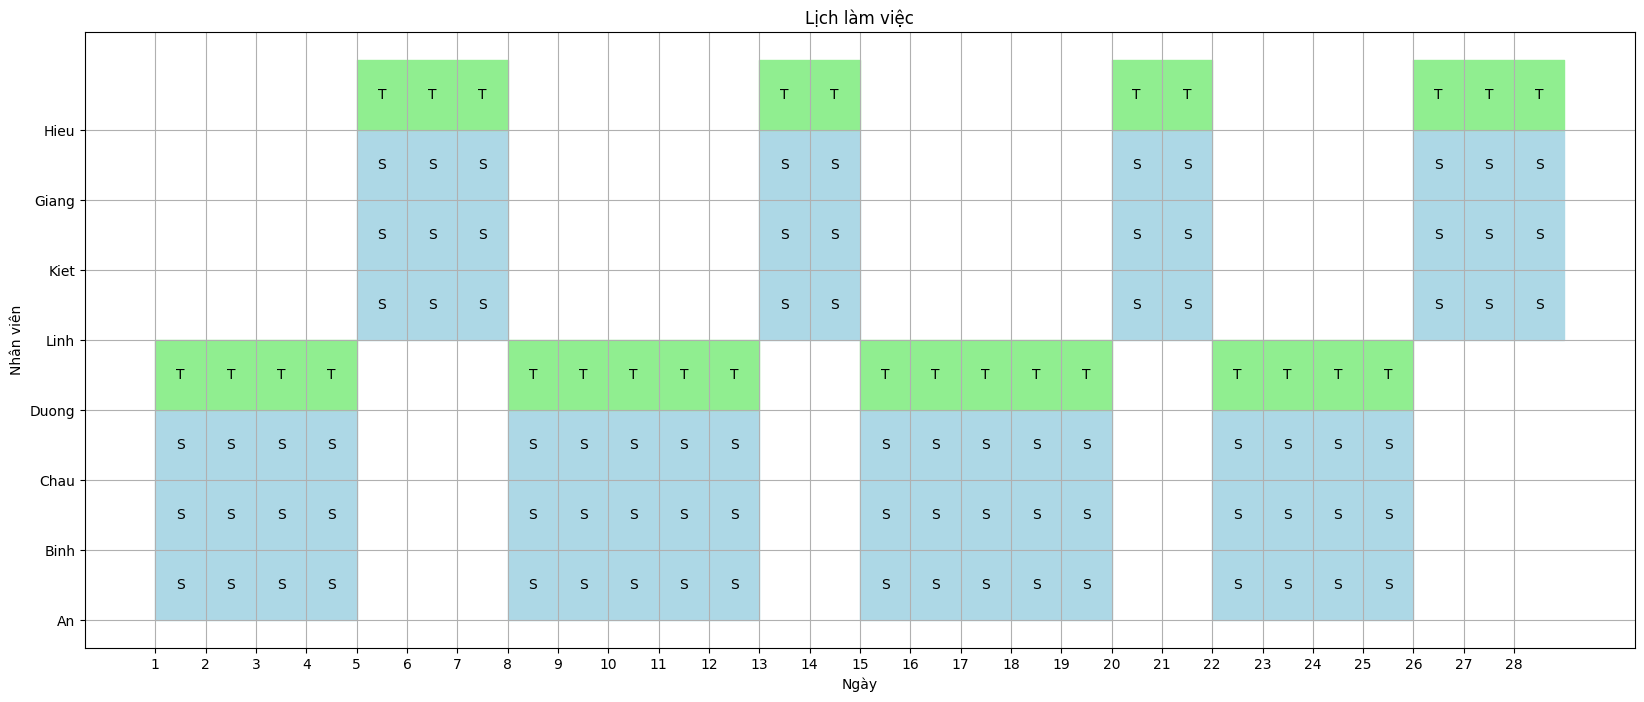 Lịch làm việc
T T T T T T T T T T
Hieu
S S S S S S S S S S
Giang
S S S S S S S S S S
Kiet
S S S S S S S S S S
Linh
T T T T T T T T T T T T T T T T T T
Duong
S S S S S S S S S S S S S S S S S S
Chau
S S S S S S S S S S S S S S S S S S
Binh
S S S S S S S S S S S S S S S S S S
An
Nhân viên
1 2 3 4 5 6 7 8 9 10 11 12 13 14 15 16 17 18 19 20 21 22 23 24 25 26 27 28
Ngày